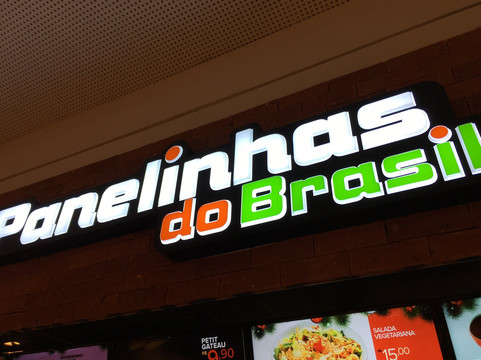 Panelinhas
do Brasil
PETIT
GATEAU
R$ 9,90
SALADA
VEGETARIANA
15,00